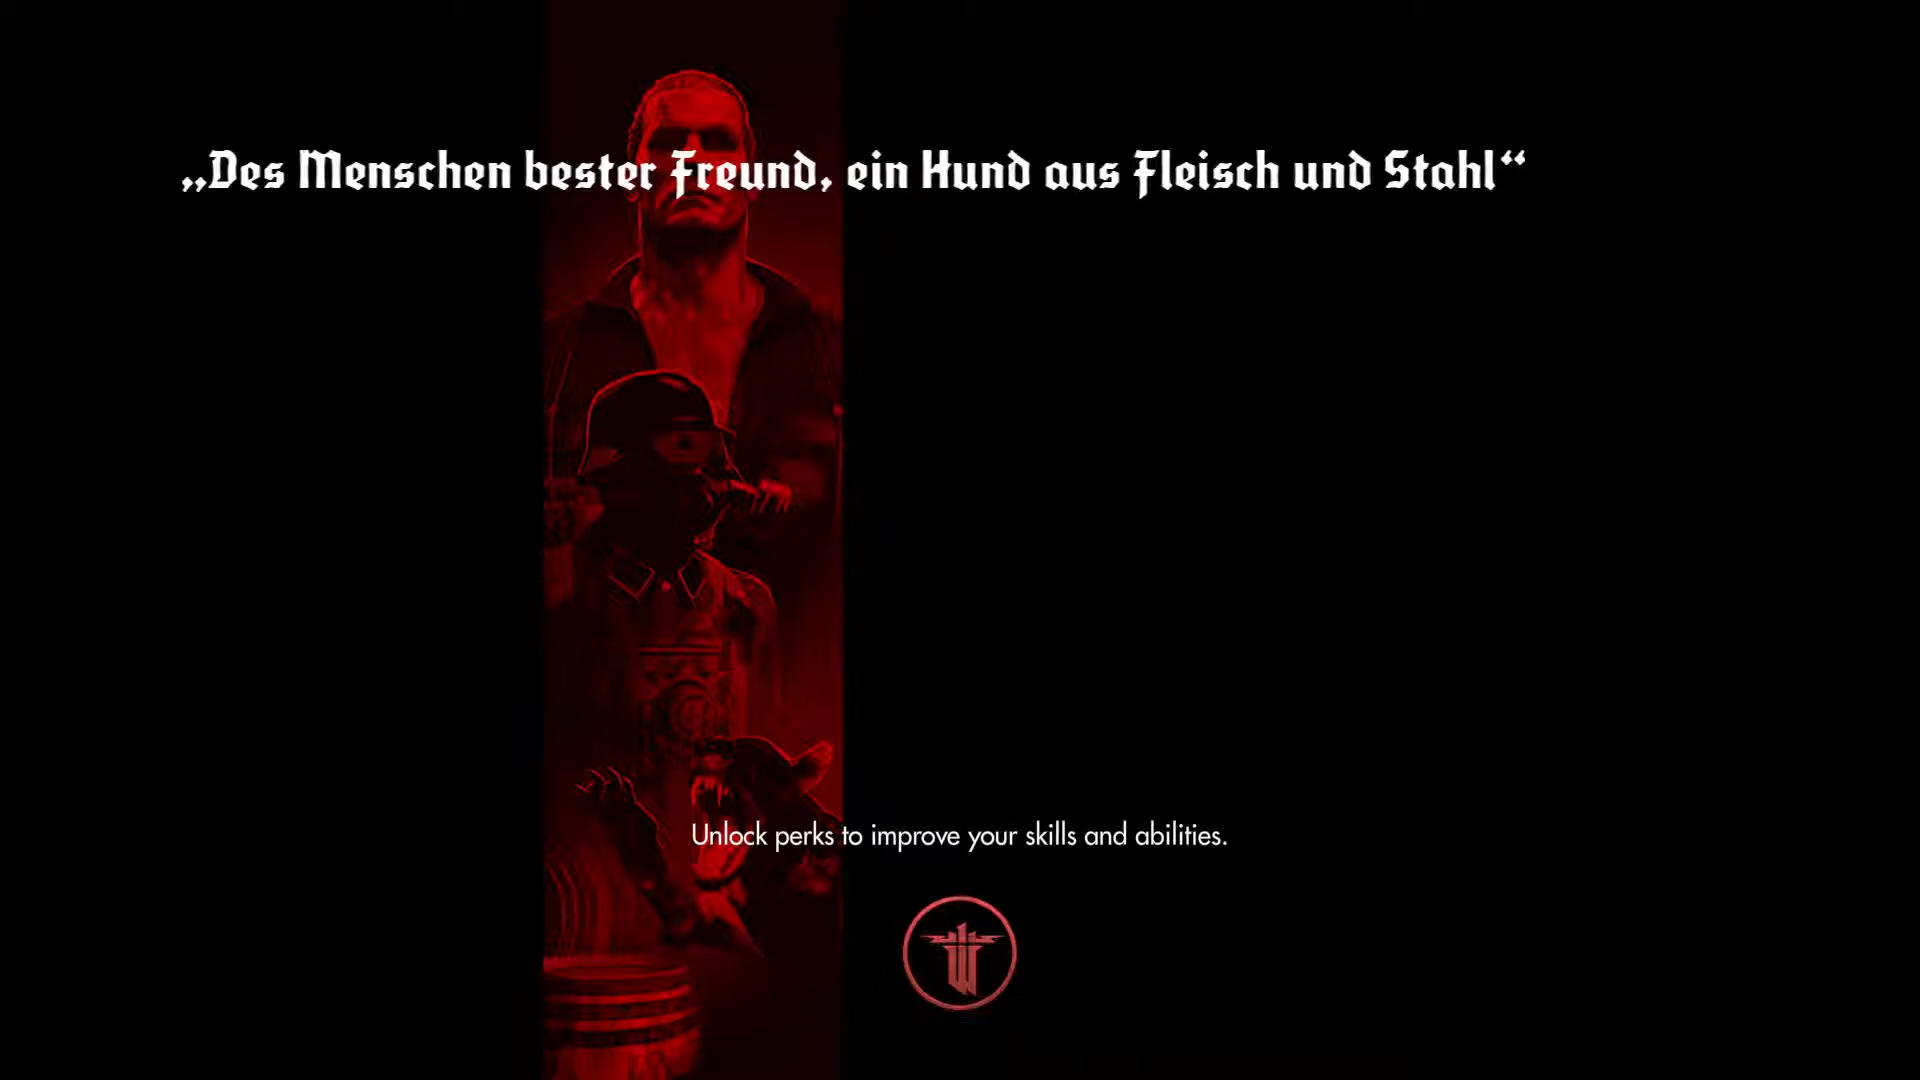 „Des Menschen bester Freund, ein Hund aus Fleisch und Stahl“
Unlock perks to improve your skills and abilities.